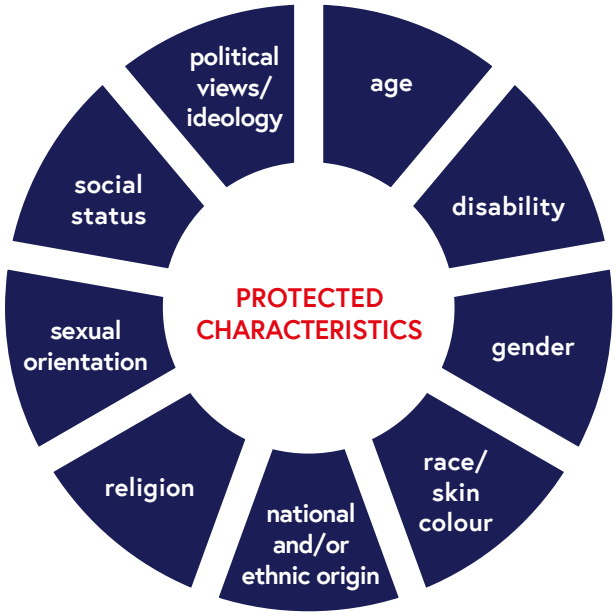 PROTECTED
CHARACTERISTICS
age
disability
gender
race/
skin
colour
national
and/or
ethnic origin
religion
sexual
orientation
social
status
political
views/
ideology